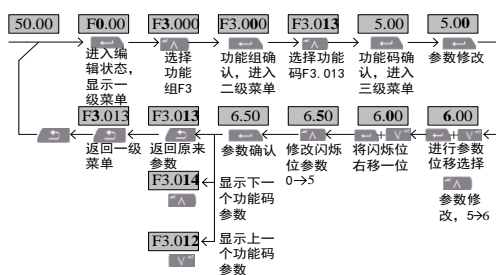 50.00 F0.00 F3.000 F3.000 F3.013 5.00 5.00
进入编
辑状态，
显示一
级菜单
选择
功能
组F3
功能组确
认，进入
二级菜单
选择功能
码F3. 013
功能码确
认，进入
三级菜单
参数修改
F3.013 F3.013 6.50 6.50 6.00 6.00
返回一级
菜单
返回原来
参数
参数确认
修改闪烁
位参数
0→5
将闪烁位
右移一位
进行参数
位移选择
参数修
改，5→6
F3.014
显示下一
个功能码
参数
F3.012
显示上一
个功能码
参数